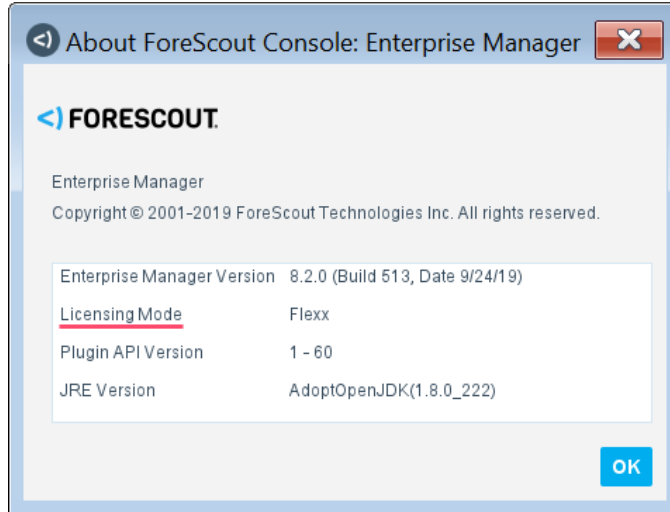 About ForeScout Console: Enterprise Manager
FORESCOUT.
Enterprise Manager
Copyright © 2001-2019 ForeScout Technologies Inc. All rights reserved.
Enterprise Manager Version 8.2.0 (Build 513, Date 9/24/19)
Licensing Mode Flexx
Plugin API Version 1 - 60
JRE Version AdoptOpenJDK(1.8.0_222)
OK